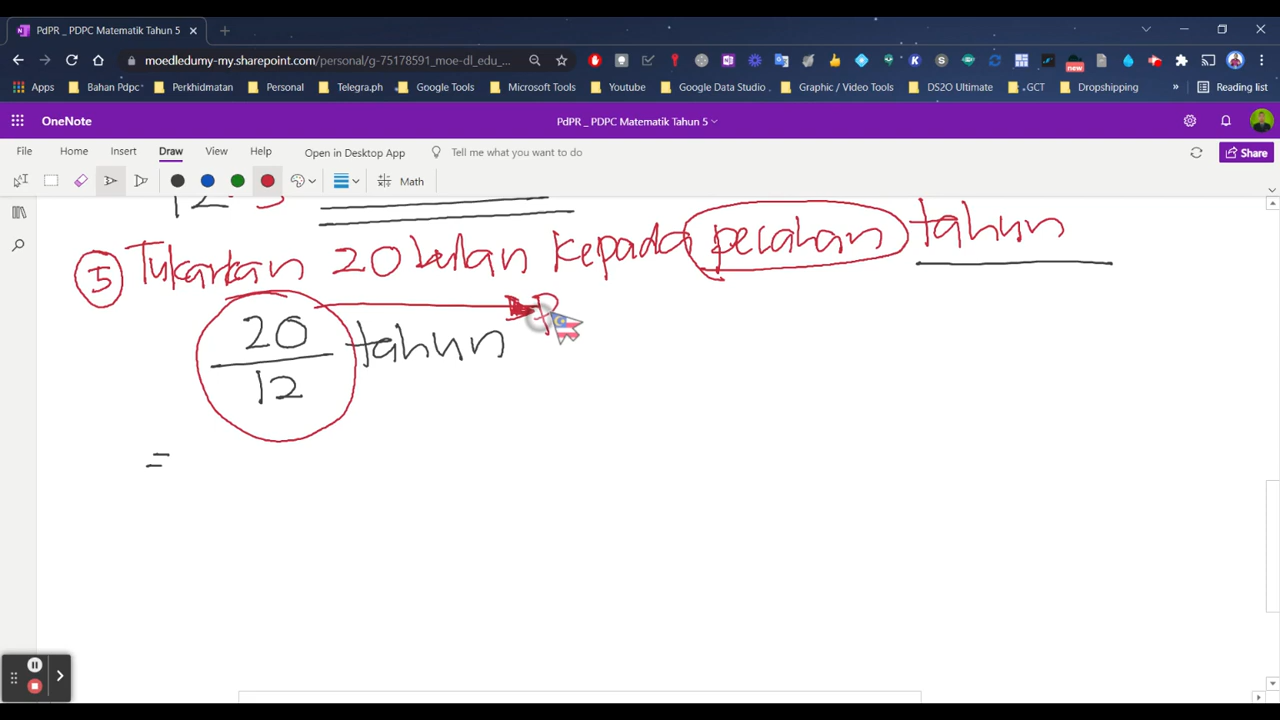 PdPR _ PDPC Matematik Tahun 5
moedledumy-my.sharepoint.com/personal/g-75178591_moe-dl_edu_...
Apps Bahan Pdpc Perkhidmatan Personal Telegra.ph Google Tools Microsoft Tools Youtube Google Data Studio Graphic / Video Tools DS2O Ultimate GCT Dropshipping » Reading list
OneNote PdPR _ PDPC Matematik Tahun 5 Share
File Home Insert Draw View Help Open in Desktop App Tell me what you want to do
Math
5 Tukarkan 20 bulan kepada pecahan tahun
20
12
tahun P
=